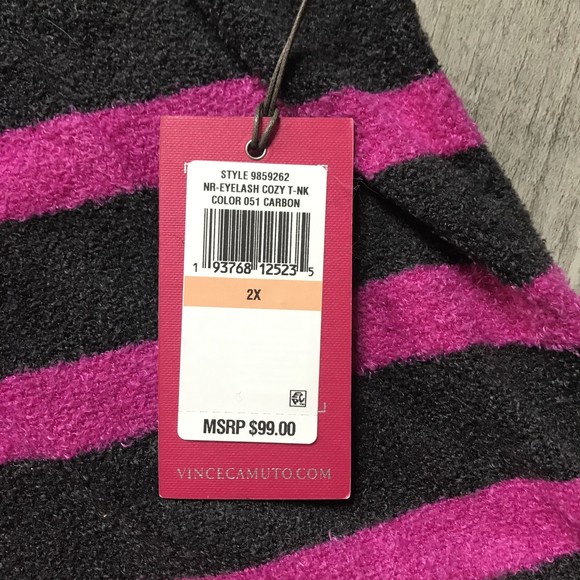 STYLE 9859262
NR-EYELASH COZY T-NK
COLOR 051 CARBON
1 93768 12523 5
2X
MSRP $99.00
VINCECAMUTO.COM